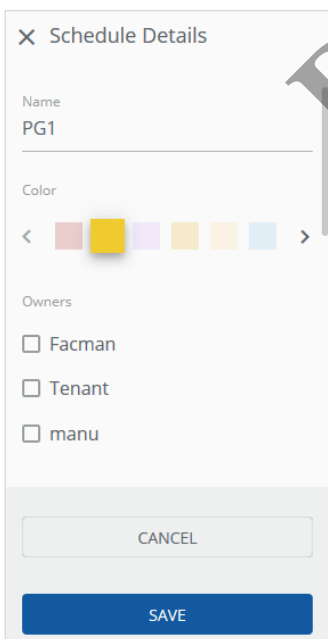 Schedule Details
Name
PG1
Color
Owners
Facman
Tenant
manu
CANCEL
SAVE